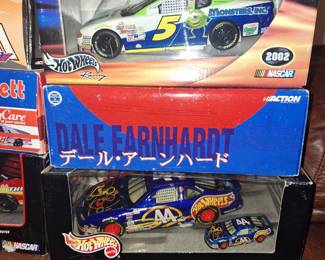 MONSTERS, INC.
5
HOT WHEELS
Racing
2002
NASCAR
ett
Care
ACTION
DALE EARNHARDT
デール・アーンハード
44
HOT WHEELS
44
NASCAR
HOT WHEELS